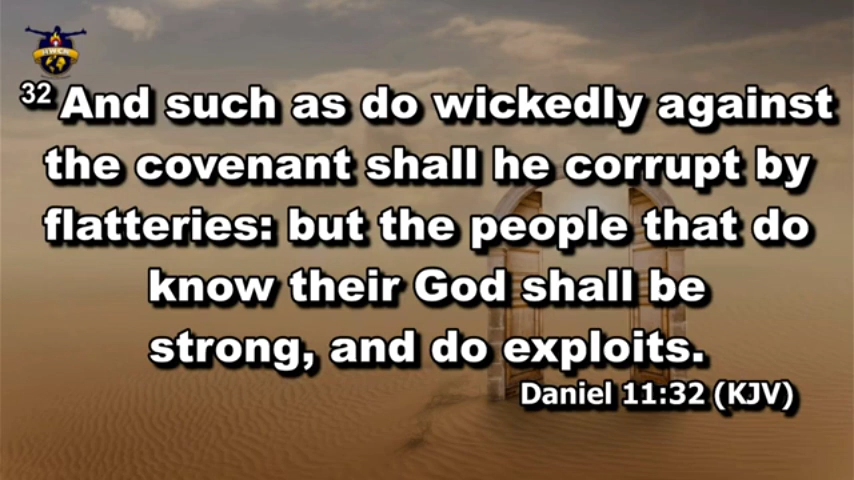 32 And such as do wickedly against
the covenant shall he corrupt by
flatteries: but the people that do
know their God shall be
strong, and do exploits.
Daniel 11:32 (KJV)